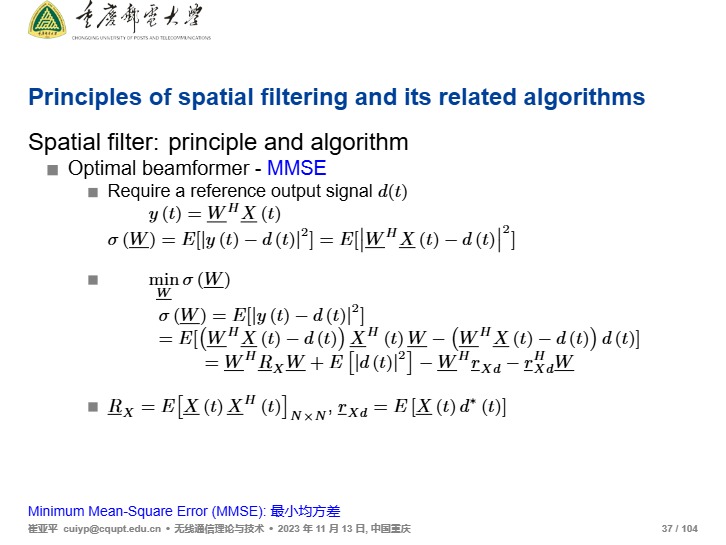 重庆邮电大学
CHONGQING UNIVERSITY OF POSTS AND TELECOMMUNICATIONS
Principles of spatial filtering and its related algorithms
Spatial filter: principle and algorithm
■ Optimal beamformer - MMSE
■ Require a reference output signal d(t)
y (t) = W^H X (t)
σ (W) = E[|y (t) − d (t)|^2] = E[|W^H X (t) − d (t)|^2]
■ min_W σ (W)
σ (W) = E[|y (t) − d (t)|^2]
= E[(W^H X (t) − d (t)) X^H (t) W − (W^H X (t) − d (t)) d (t)]
= W^H R_X W + E [|d (t)|^2] − W^H r_Xd − r_Xd^H W
■ R_X = E[X (t) X^H (t)]_{N×N}, r_Xd = E [X (t) d* (t)]
Minimum Mean-Square Error (MMSE): 最小均方差
崔亚平 cuiyp@cqupt.edu.cn • 无线通信理论与技术 • 2023 年 11 月 13 日, 中国重庆 37 / 104